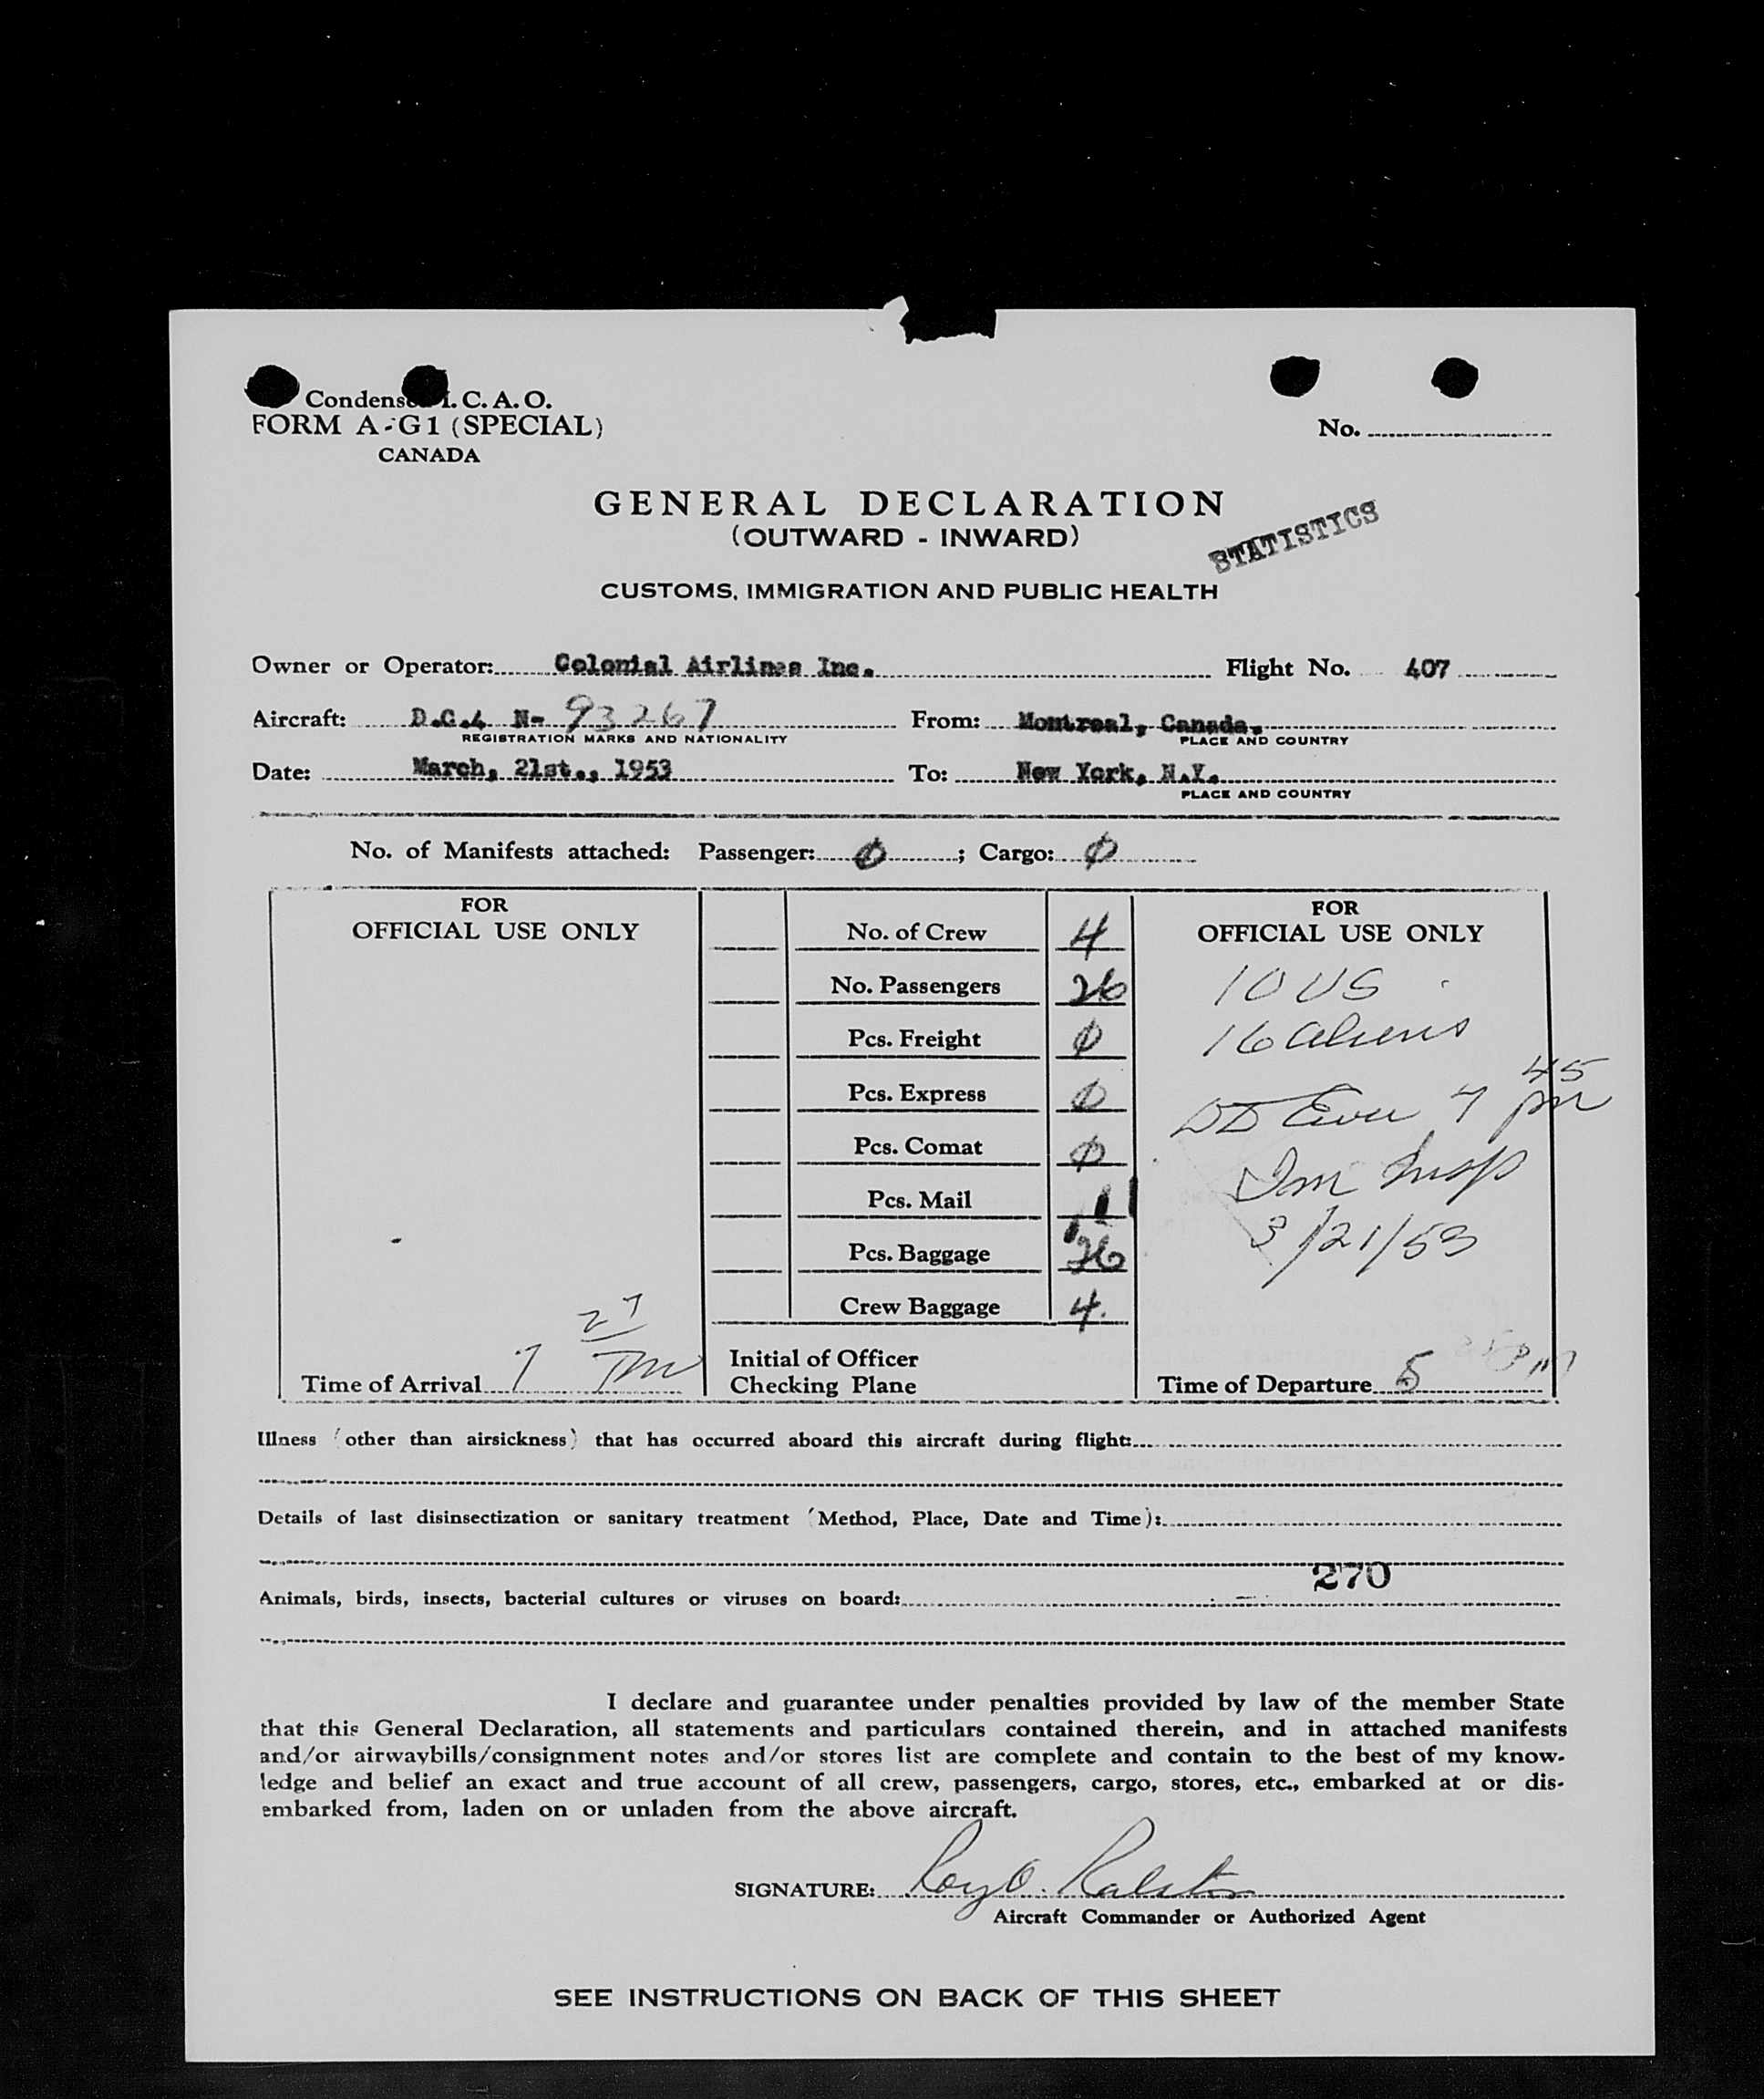 Condens I.C.A.O.
FORM A-G1 (SPECIAL)
CANADA
No.
GENERAL DECLARATION
(OUTWARD - INWARD)
STATISTICS
CUSTOMS, IMMIGRATION AND PUBLIC HEALTH
Owner or Operator: Colonial Airlines Inc. Flight No. 407
Aircraft: D.C.4 N- 93267 From: Montreal, Canada.
REGISTRATION MARKS AND NATIONALITY PLACE AND COUNTRY
Date: March, 21st., 1953 To: New York, N.Y.
PLACE AND COUNTRY
No. of Manifests attached: Passenger: 0; Cargo: 0
FOR
OFFICIAL USE ONLY
No. of Crew 4
No. Passengers 26
Pcs. Freight 0
Pcs. Express 0
Pcs. Comat 0
Pcs. Mail 1
Pcs. Baggage 26
Crew Baggage 4.
Initial of Officer
Checking Plane
Time of Arrival 7 27 PM
FOR
OFFICIAL USE ONLY
10 US
16 aliens
7 45 pm
Imm Insp
3/21/53
Time of Departure 5
Illness (other than airsickness) that has occurred aboard this aircraft during flight:
Details of last disinsectization or sanitary treatment (Method, Place, Date and Time):
270
Animals, birds, insects, bacterial cultures or viruses on board:
I declare and guarantee under penalties provided by law of the member State
that this General Declaration, all statements and particulars contained therein, and in attached manifests
and/or airwaybills/consignment notes and/or stores list are complete and contain to the best of my know-
ledge and belief an exact and true account of all crew, passengers, cargo, stores, etc., embarked at or dis-
embarked from, laden on or unladen from the above aircraft.
SIGNATURE: Roy O. Ralston
Aircraft Commander or Authorized Agent
SEE INSTRUCTIONS ON BACK OF THIS SHEET